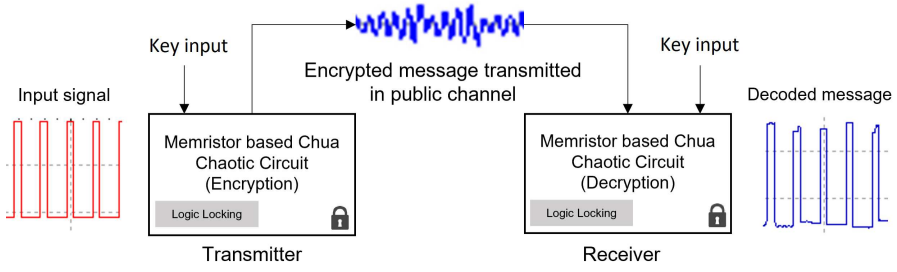 Key input
Encrypted message transmitted
in public channel
Key input
Input signal
Decoded message
Memristor based Chua
Chaotic Circuit
(Encryption)
Logic Locking
Memristor based Chua
Chaotic Circuit
(Decryption)
Logic Locking
Transmitter
Receiver